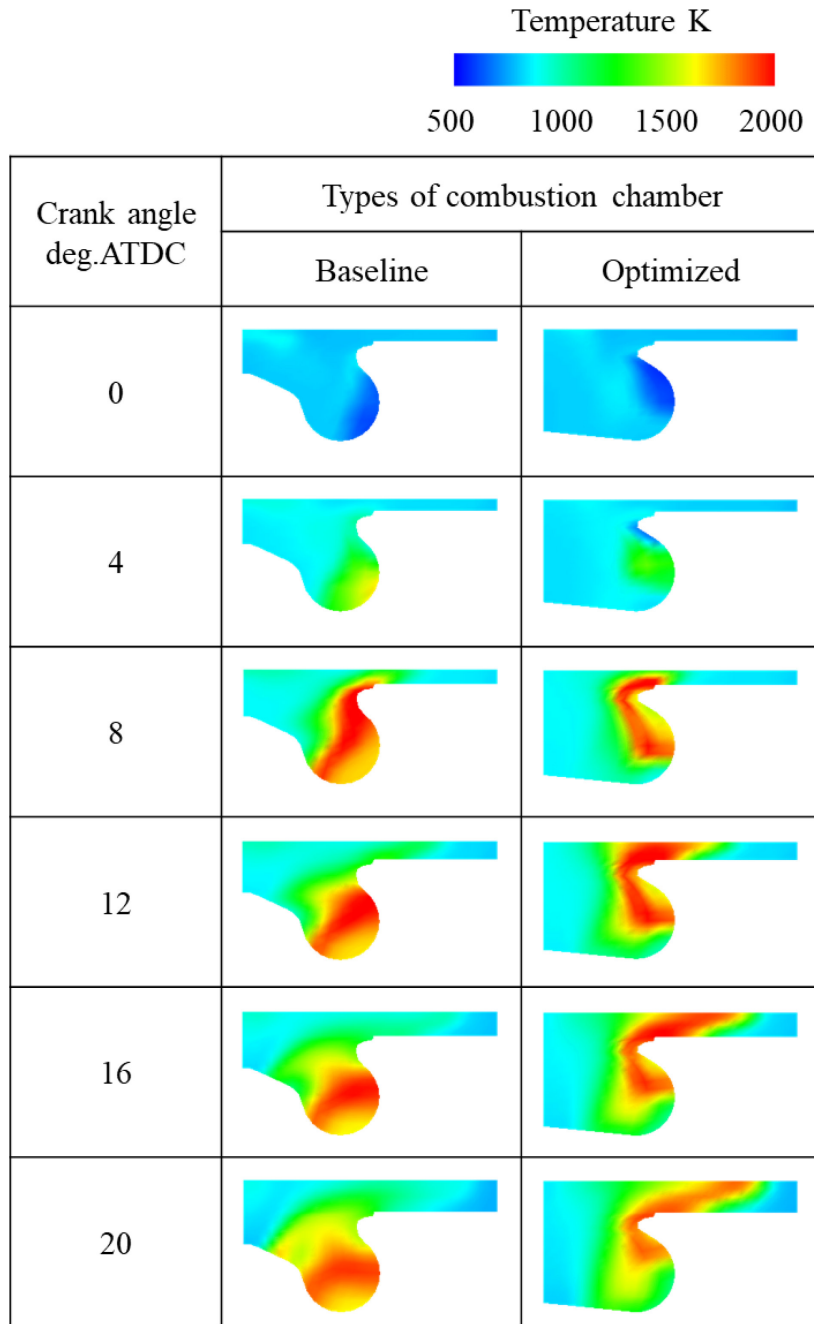 Temperature K
500 1000 1500 2000
Crank angle
deg.ATDC
Types of combustion chamber
Baseline Optimized
0
4
8
12
16
20